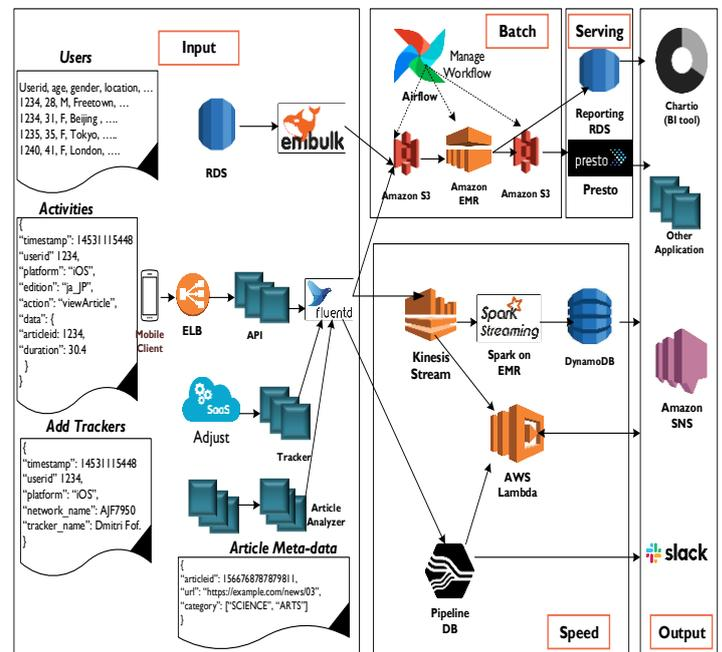 Users
Input
Userid, age, gender, location, …
1234, 28, M, Freetown, …
1234, 31, F, Beijing , ….
1235, 35, F, Tokyo, …..
1240, 41, F, London, ….
RDS
embulk
Batch
Manage
Workflow
Airflow
Amazon S3
Amazon
EMR
Amazon S3
Serving
Reporting
RDS
presto
Presto
Chartio
(BI tool)
Other
Application
Activities
{
"timestamp": 14531115448
"userid" 1234,
"platform": "iOS",
"edition": "ja_JP",
"action": "viewArticle",
"data": {
"articleid: 1234,
"duration": 30.4
}
}
Mobile
Client
ELB
API
fluentd
SaaS
Adjust
Tracker
Add Trackers
{
"timestamp": 14531115448
"userid" 1234,
"platform": "iOS",
"network_name": AJF7950
"tracker_name": Dmitri Fof.
}
Article
Analyzer
Article Meta-data
{
"articleid": 1566768787879811,
"url": "https://example.com/news/03",
"category": ["SCIENCE", "ARTS"]
}
Kinesis
Stream
Spark
Streaming
Spark on
EMR
DynamoDB
AWS
Lambda
Pipeline
DB
Speed
Amazon
SNS
slack
Output